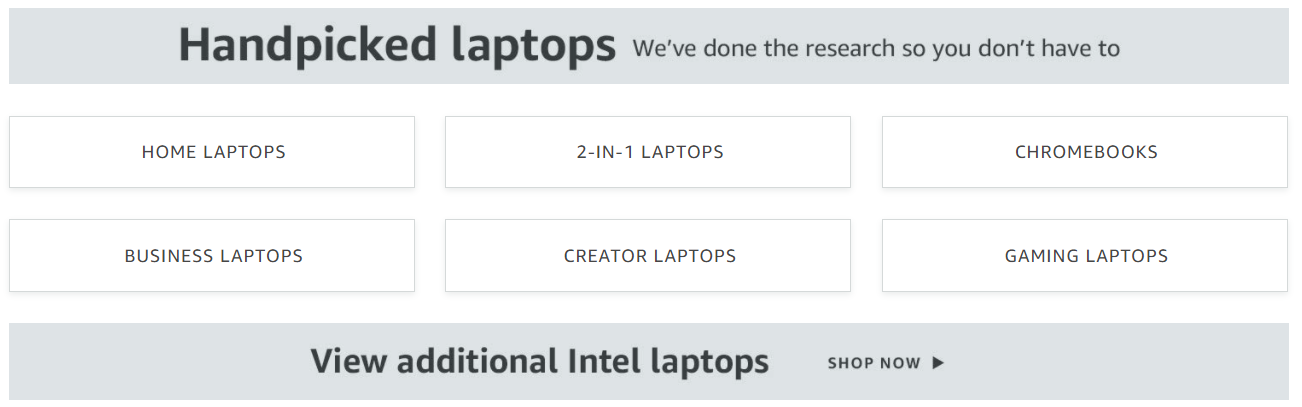 Handpicked laptops We’ve done the research so you don’t have to
HOME LAPTOPS 2-IN-1 LAPTOPS CHROMEBOOKS
BUSINESS LAPTOPS CREATOR LAPTOPS GAMING LAPTOPS
View additional Intel laptops SHOP NOW